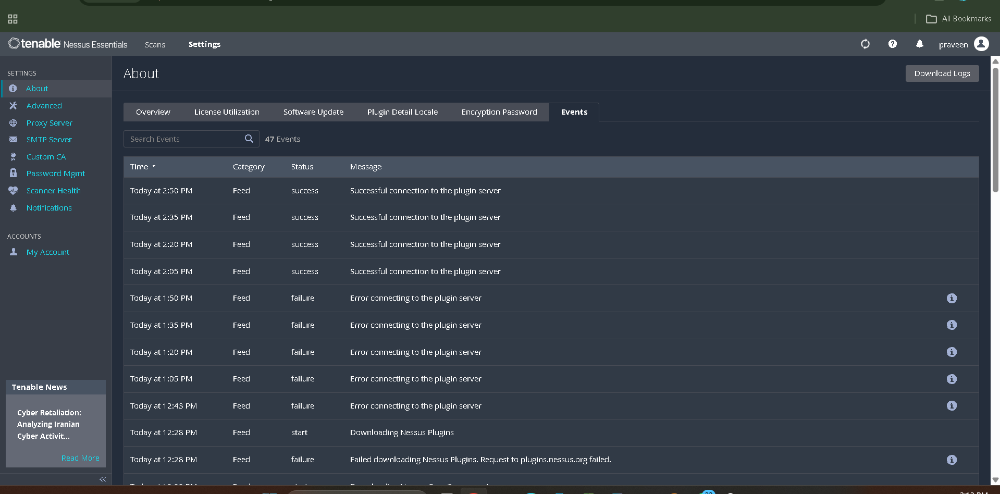 All Bookmarks
tenable Nessus Essentials Scans Settings praveen
SETTINGS
About
Advanced
Proxy Server
SMTP Server
Custom CA
Password Mgmt
Scanner Health
Notifications
ACCOUNTS
My Account
Tenable News
Cyber Retaliation:
Analyzing Iranian
Cyber Activit...
Read More
About
Download Logs
Overview License Utilization Software Update Plugin Detail Locale Encryption Password Events
Search Events 47 Events
Time Category Status Message
Today at 2:50 PM Feed success Successful connection to the plugin server
Today at 2:35 PM Feed success Successful connection to the plugin server
Today at 2:20 PM Feed success Successful connection to the plugin server
Today at 2:05 PM Feed success Successful connection to the plugin server
Today at 1:50 PM Feed failure Error connecting to the plugin server
Today at 1:35 PM Feed failure Error connecting to the plugin server
Today at 1:20 PM Feed failure Error connecting to the plugin server
Today at 1:05 PM Feed failure Error connecting to the plugin server
Today at 12:43 PM Feed failure Error connecting to the plugin server
Today at 12:28 PM Feed start Downloading Nessus Plugins
Today at 12:28 PM Feed failure Failed downloading Nessus Plugins. Request to plugins.nessus.org failed.